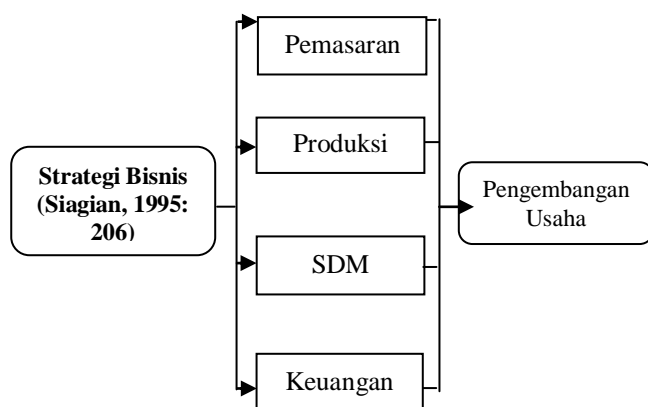 Strategi Bisnis
(Siagian, 1995:
206)
Pemasaran
Produksi
SDM
Keuangan
Pengembangan
Usaha